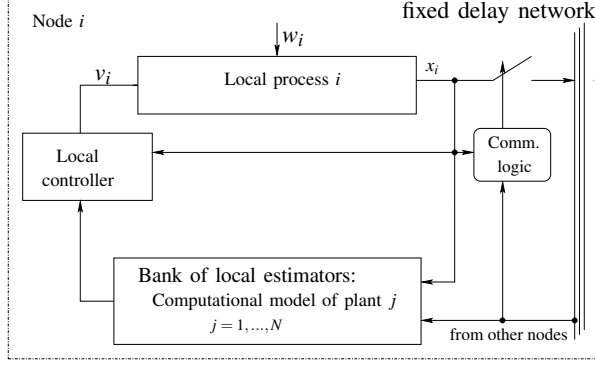 fixed delay network
Node i
w_i
v_i
Local process i
x_i
Local
controller
Comm.
logic
Bank of local estimators:
Computational model of plant j
j = 1, ..., N
from other nodes